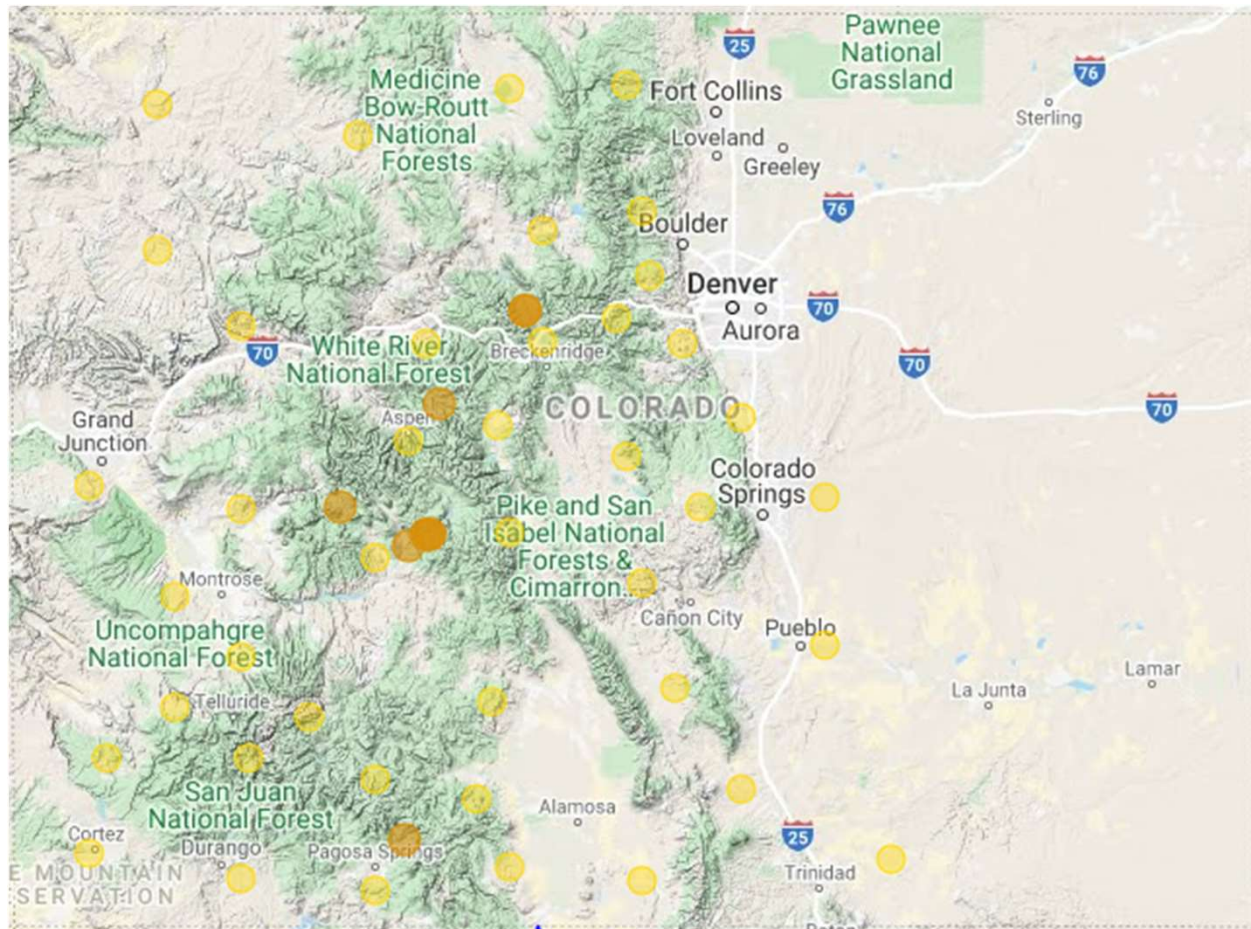 Pawnee
National
Grassland
25
76
Medicine
Bow-Routt
National
Forests
Fort Collins
Sterling
Loveland
Greeley
76
Boulder
Denver
70
Aurora
70
White River
National Forest
Breckenridge
70
COLORADO
70
Aspen
Grand
Junction
Colorado
Springs
Pike and San
Isabel National
Forests &
Cimarron...
Montrose
Cañon City
Uncompahgre
National Forest
Pueblo
Lamar
La Junta
Telluride
San Juan
National Forest
Alamosa
Cortez
Durango
Pagosa Springs
25
E MOUNTAIN
SERVATION
Trinidad